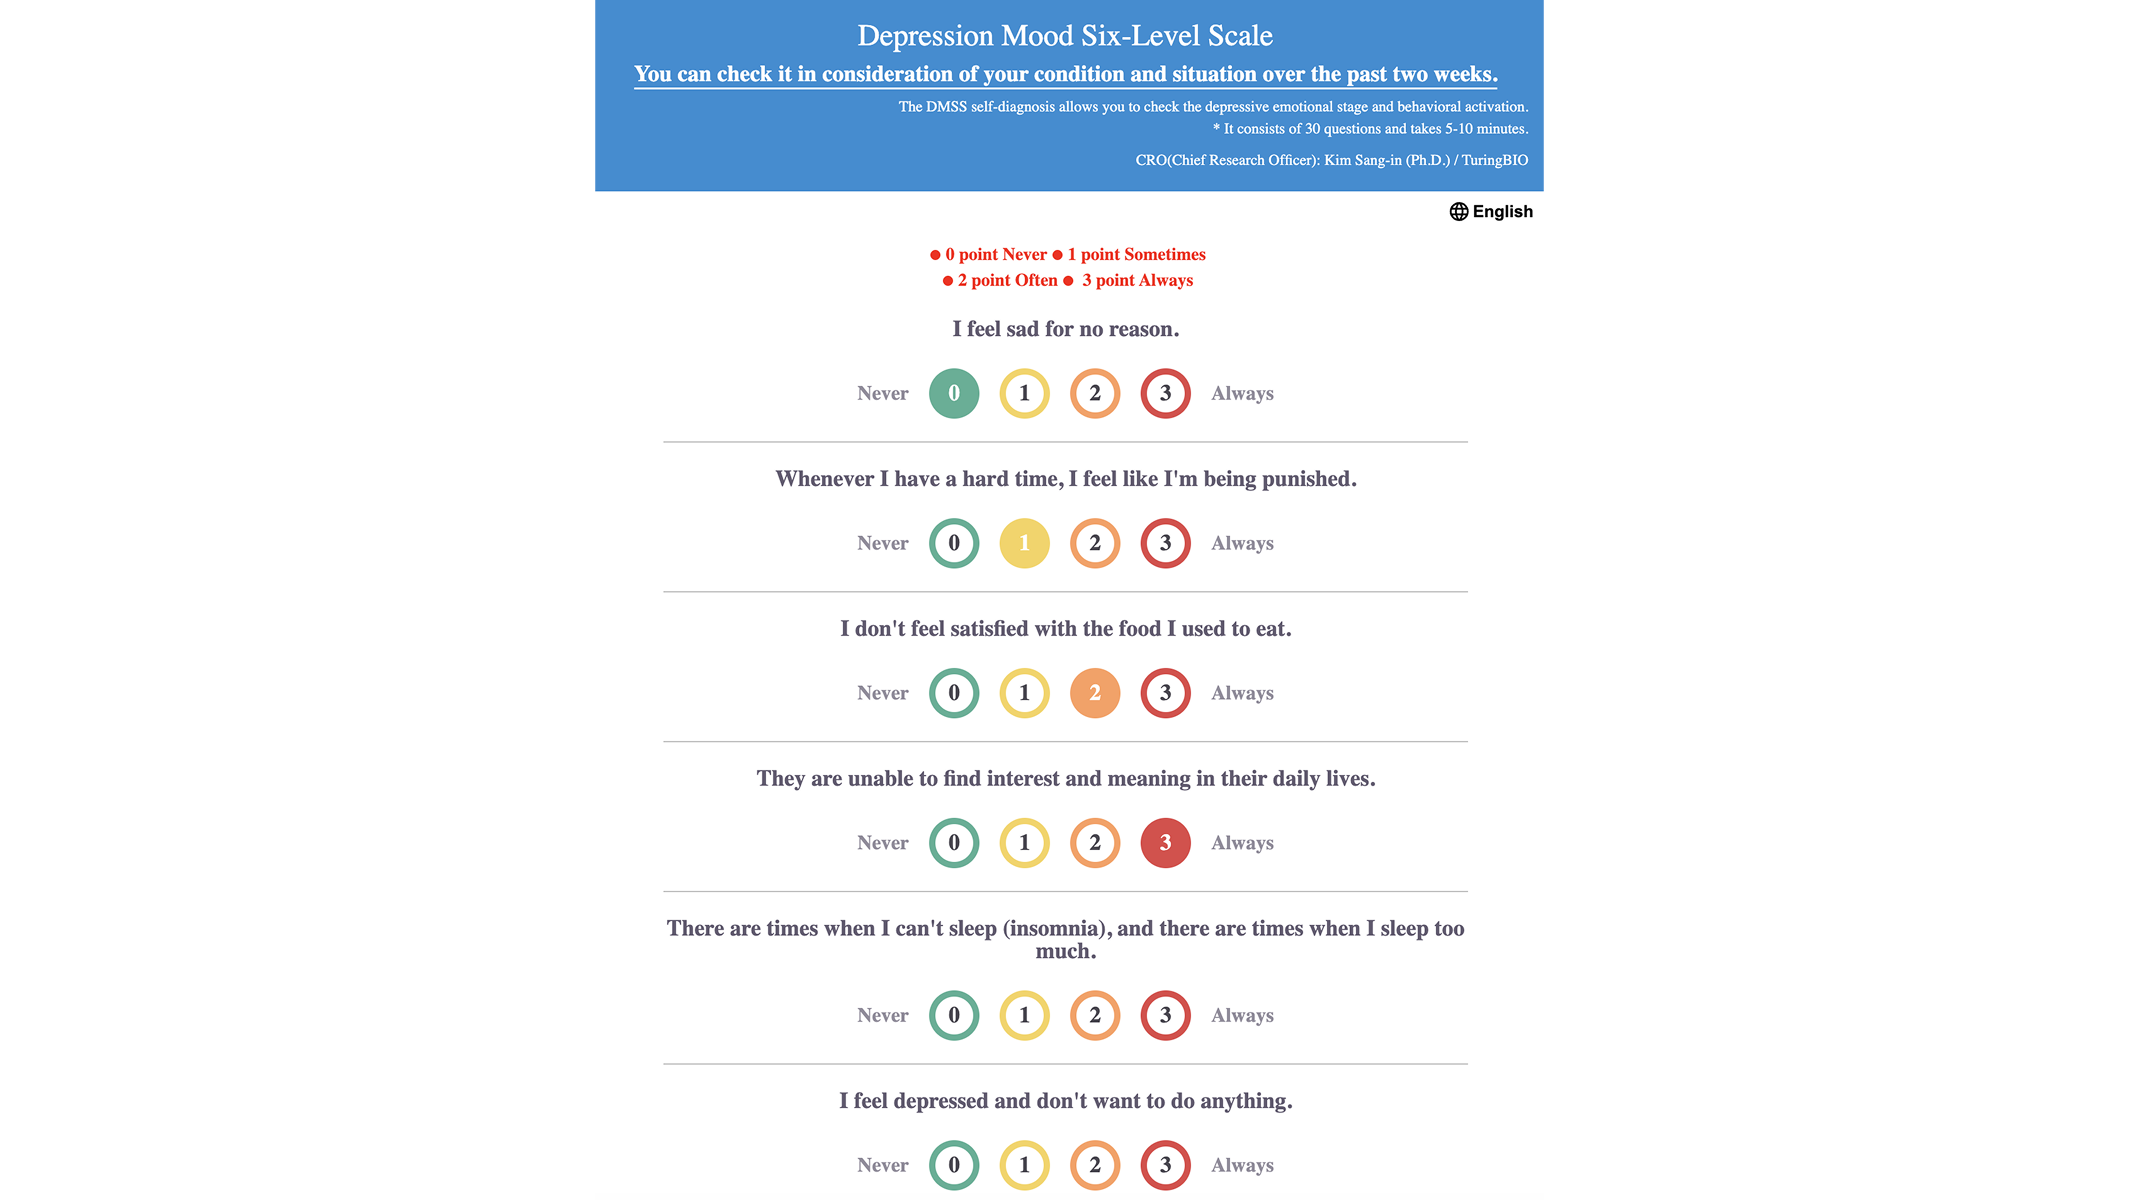 Depression Mood Six-Level Scale
You can check it in consideration of your condition and situation over the past two weeks.
The DMSS self-diagnosis allows you to check the depressive emotional stage and behavioral activation.
* It consists of 30 questions and takes 5-10 minutes.
CRO(Chief Research Officer): Kim Sang-in (Ph.D.) / TuringBIO
English
● 0 point Never ● 1 point Sometimes
● 2 point Often ● 3 point Always
I feel sad for no reason.
Never 0 1 2 3 Always
Whenever I have a hard time, I feel like I'm being punished.
Never 0 1 2 3 Always
I don't feel satisfied with the food I used to eat.
Never 0 1 2 3 Always
They are unable to find interest and meaning in their daily lives.
Never 0 1 2 3 Always
There are times when I can't sleep (insomnia), and there are times when I sleep too
much.
Never 0 1 2 3 Always
I feel depressed and don't want to do anything.
Never 0 1 2 3 Always